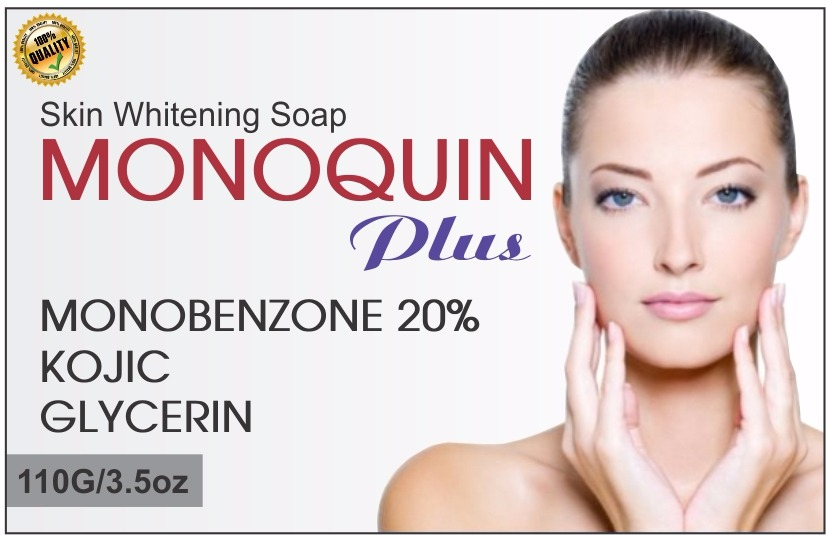 100%
QUALITY
Skin Whitening Soap
MONOQUIN
Plus
MONOBENZONE 20%
KOJIC
GLYCERIN
110G/3.5oz